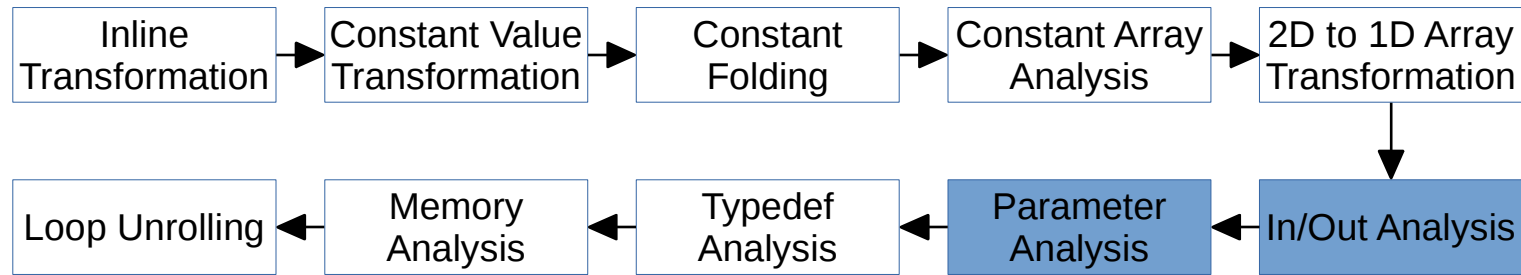 Inline
Transformation
Constant Value
Transformation
Constant
Folding
Constant Array
Analysis
2D to 1D Array
Transformation
Loop Unrolling
Memory
Analysis
Typedef
Analysis
Parameter
Analysis
In/Out Analysis